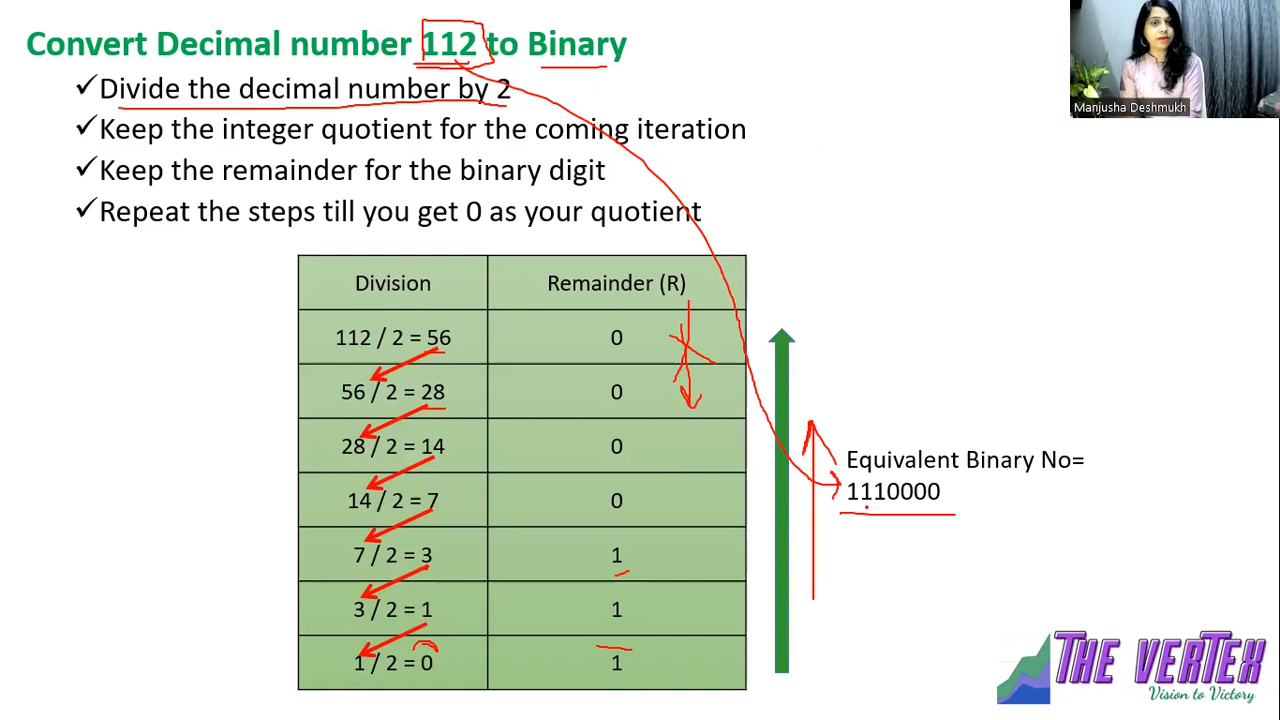 Convert Decimal number 112 to Binary
✓Divide the decimal number by 2
✓Keep the integer quotient for the coming iteration
✓Keep the remainder for the binary digit
✓Repeat the steps till you get 0 as your quotient
Manjusha Deshmukh
Division Remainder (R)
112 / 2 = 56 0
56 / 2 = 28 0
28 / 2 = 14 0
14 / 2 = 7 0
7 / 2 = 3 1
3 / 2 = 1 1
1 / 2 = 0 1
Equivalent Binary No=
1110000
THE VERTEX
Vision to Victory